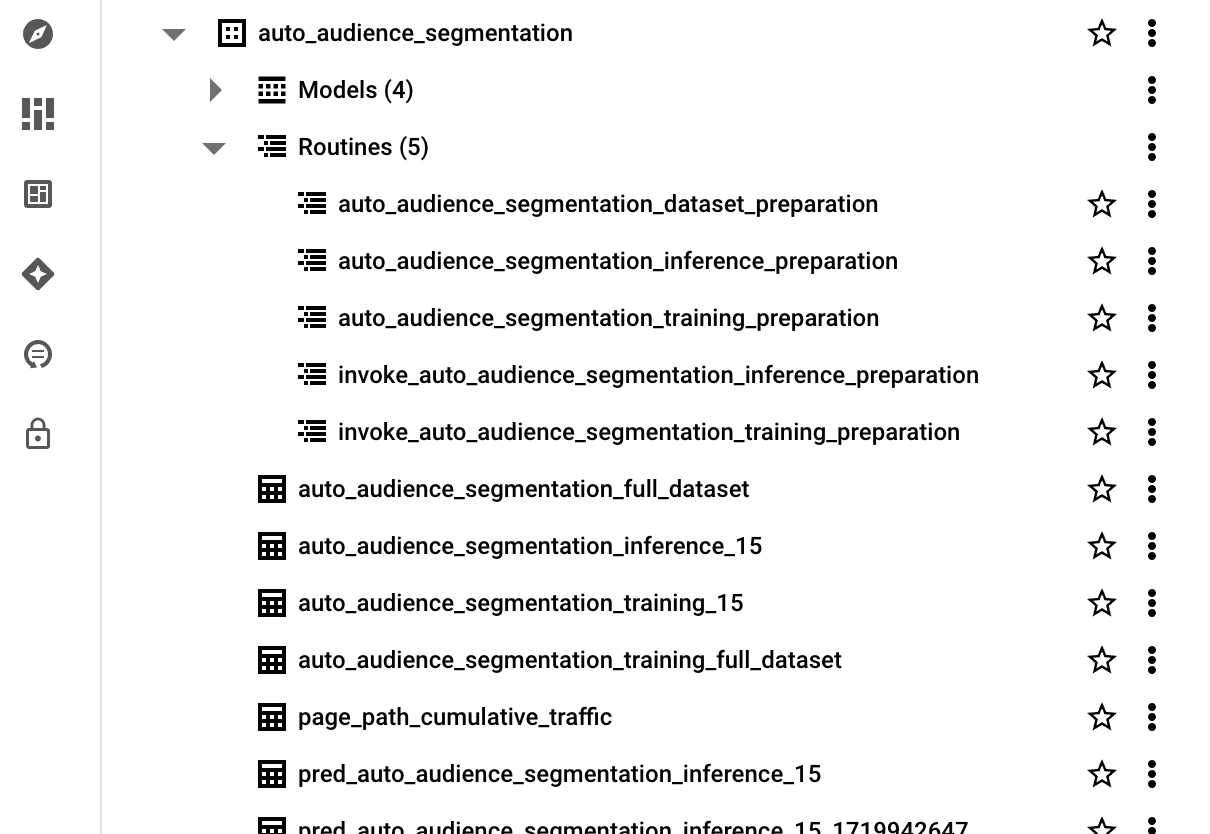 auto_audience_segmentation
Models (4)
Routines (5)
auto_audience_segmentation_dataset_preparation
auto_audience_segmentation_inference_preparation
auto_audience_segmentation_training_preparation
invoke_auto_audience_segmentation_inference_preparation
invoke_auto_audience_segmentation_training_preparation
auto_audience_segmentation_full_dataset
auto_audience_segmentation_inference_15
auto_audience_segmentation_training_15
auto_audience_segmentation_training_full_dataset
page_path_cumulative_traffic
pred_auto_audience_segmentation_inference_15
pred_auto_audience_segmentation_inference_15_1719942647